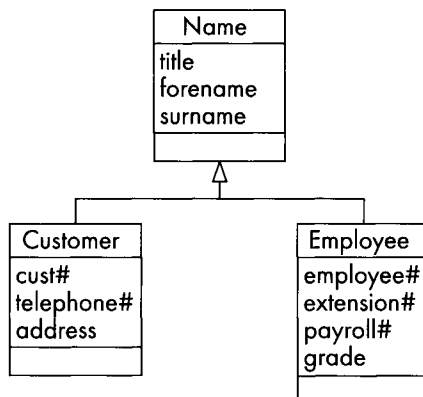 Name
title
forename
surname
Customer
cust#
telephone#
address
Employee
employee#
extension#
payroll#
grade